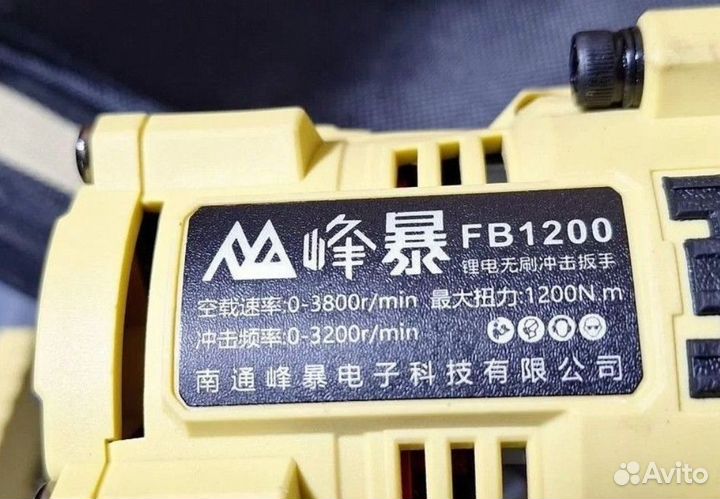 峰暴 FB1200
锂电无刷冲击扳手
空载速率:0-3800r/min 最大扭力:1200N.m
冲击频率:0-3200r/min
南通峰暴电子科技有限公司
Avito